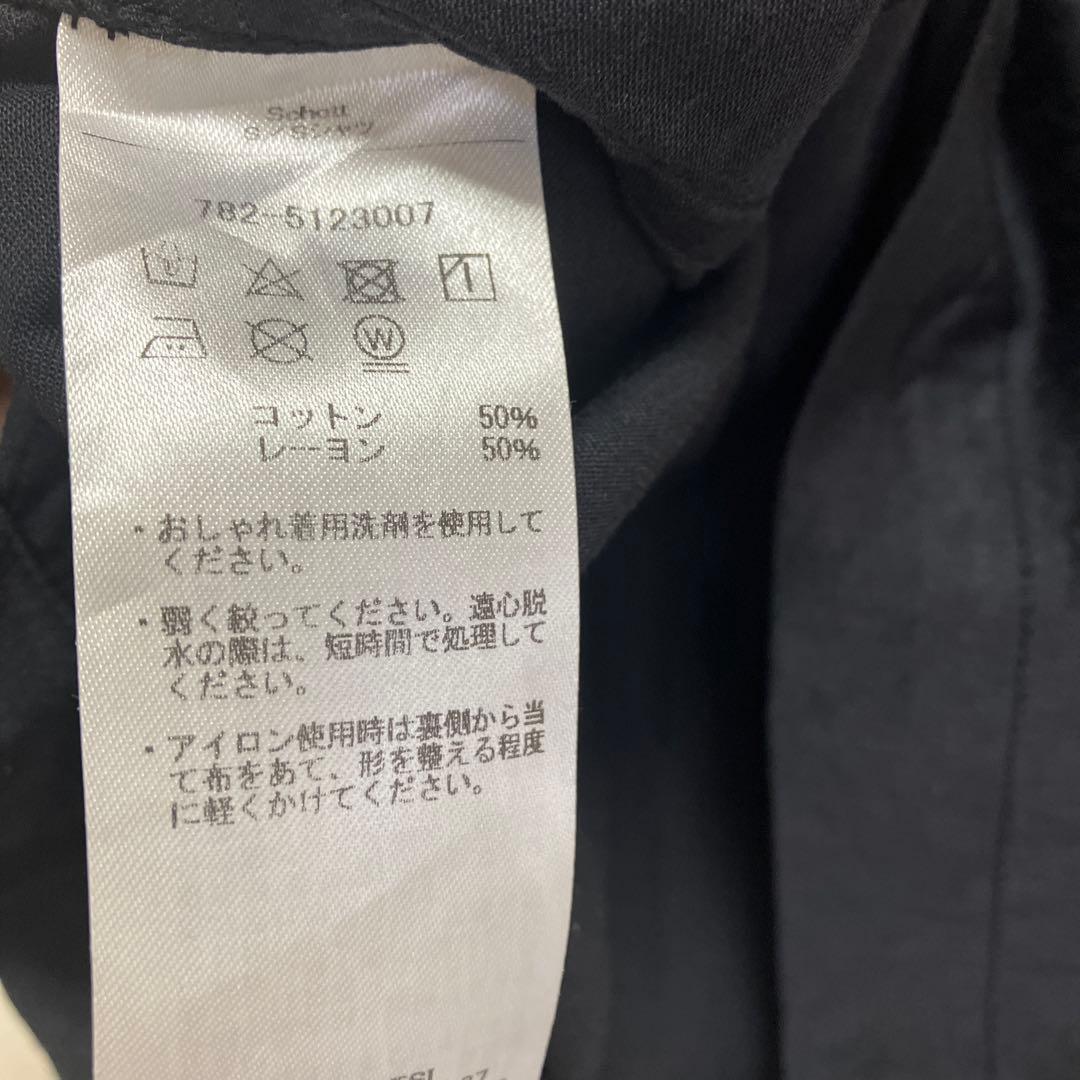 Schott
S/Sシャツ
782-5123007
W
コットン 50%
レーヨン 50%
・おしゃれ着用洗剤を使用して
ください。
・弱く絞ってください。遠心脱
水の際は、短時間で処理して
ください。
・アイロン使用時は裏側から当
て布をあて、形を整える程度
に軽くかけてください。